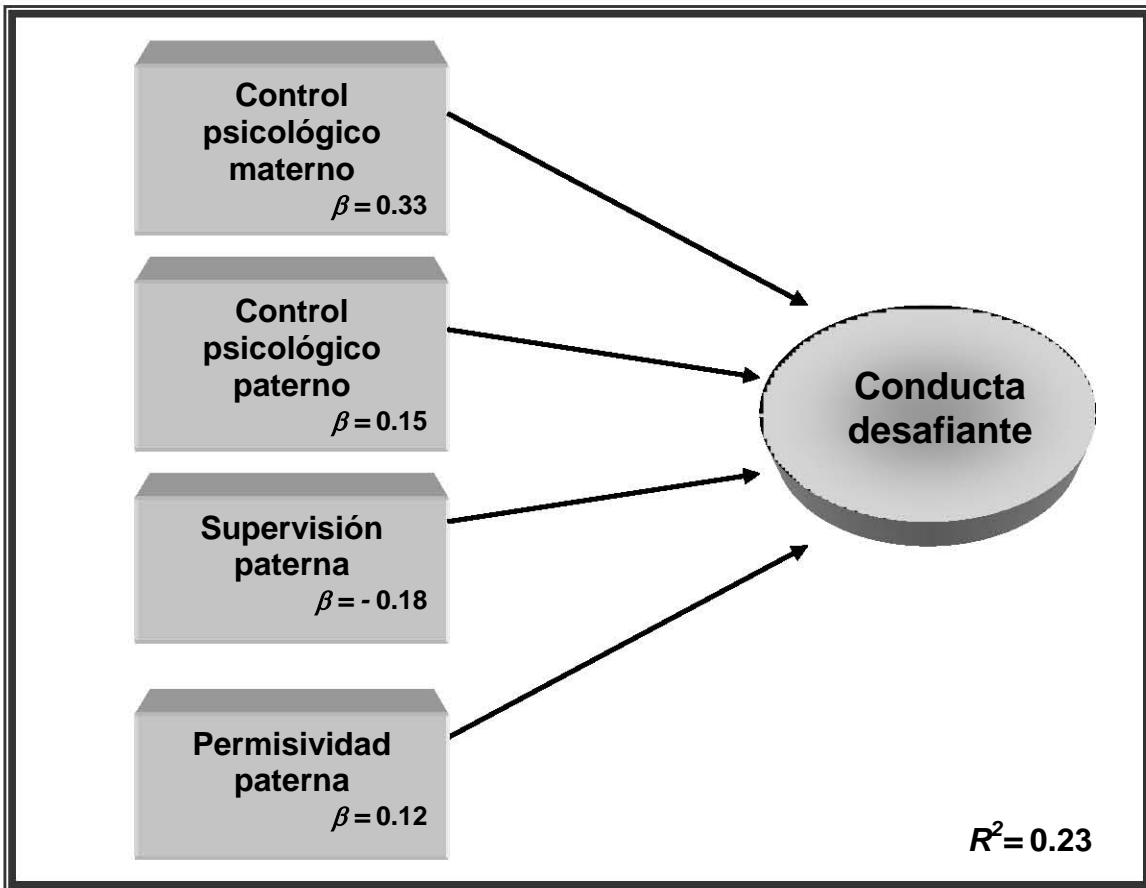 Control
psicológico
materno
β = 0.33
Control
psicológico
paterno
β = 0.15
Supervisión
paterna
β = - 0.18
Permisividad
paterna
β = 0.12
Conducta
desafiante
R²= 0.23